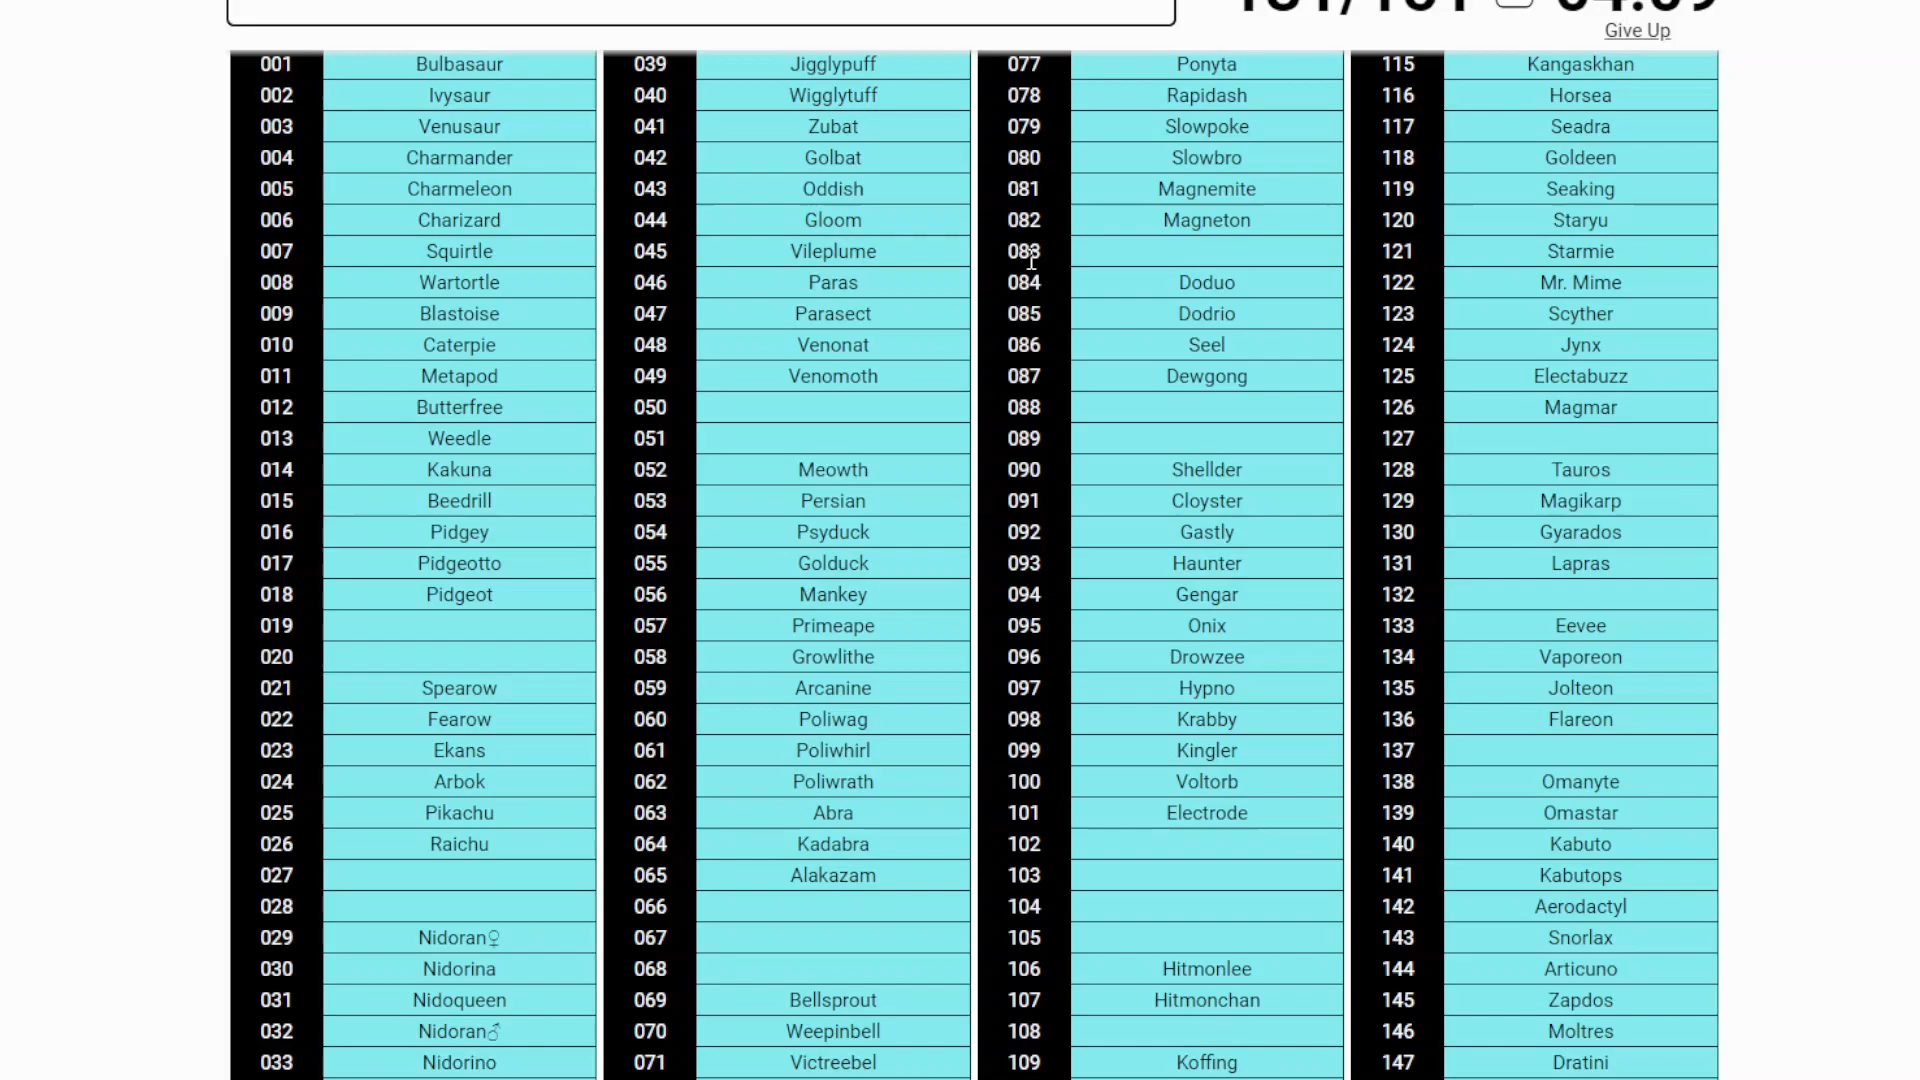 Give Up
001 Bulbasaur 039 Jigglypuff 077 Ponyta 115 Kangaskhan
002 Ivysaur 040 Wigglytuff 078 Rapidash 116 Horsea
003 Venusaur 041 Zubat 079 Slowpoke 117 Seadra
004 Charmander 042 Golbat 080 Slowbro 118 Goldeen
005 Charmeleon 043 Oddish 081 Magnemite 119 Seaking
006 Charizard 044 Gloom 082 Magneton 120 Staryu
007 Squirtle 045 Vileplume 083 121 Starmie
008 Wartortle 046 Paras 084 Doduo 122 Mr. Mime
009 Blastoise 047 Parasect 085 Dodrio 123 Scyther
010 Caterpie 048 Venonat 086 Seel 124 Jynx
011 Metapod 049 Venomoth 087 Dewgong 125 Electabuzz
012 Butterfree 050 088 126 Magmar
013 Weedle 051 089 127
014 Kakuna 052 Meowth 090 Shellder 128 Tauros
015 Beedrill 053 Persian 091 Cloyster 129 Magikarp
016 Pidgey 054 Psyduck 092 Gastly 130 Gyarados
017 Pidgeotto 055 Golduck 093 Haunter 131 Lapras
018 Pidgeot 056 Mankey 094 Gengar 132
019 057 Primeape 095 Onix 133 Eevee
020 058 Growlithe 096 Drowzee 134 Vaporeon
021 Spearow 059 Arcanine 097 Hypno 135 Jolteon
022 Fearow 060 Poliwag 098 Krabby 136 Flareon
023 Ekans 061 Poliwhirl 099 Kingler 137
024 Arbok 062 Poliwrath 100 Voltorb 138 Omanyte
025 Pikachu 063 Abra 101 Electrode 139 Omastar
026 Raichu 064 Kadabra 102 140 Kabuto
027 065 Alakazam 103 141 Kabutops
028 066 104 142 Aerodactyl
029 Nidoran♀ 067 105 143 Snorlax
030 Nidorina 068 106 Hitmonlee 144 Articuno
031 Nidoqueen 069 Bellsprout 107 Hitmonchan 145 Zapdos
032 Nidoran♂ 070 Weepinbell 108 146 Moltres
033 Nidorino 071 Victreebel 109 Koffing 147 Dratini